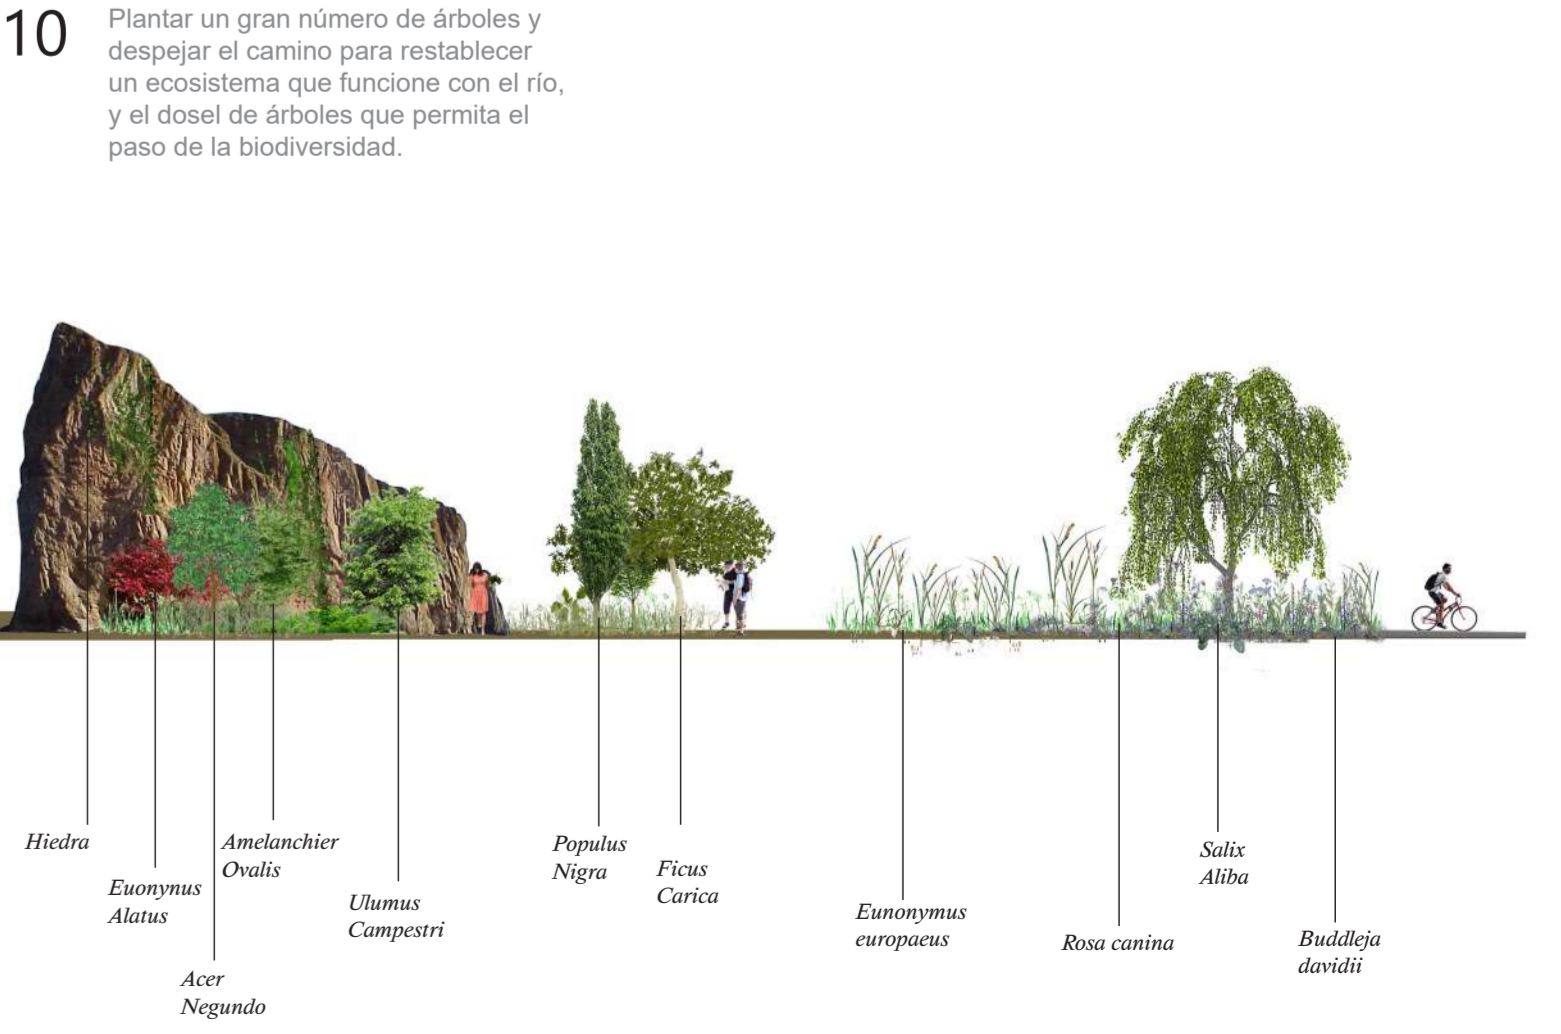 10
Plantar un gran número de árboles y
despejar el camino para restablecer
un ecosistema que funcione con el río,
y el dosel de árboles que permita el
paso de la biodiversidad.
Hiedra
Euonynus
Alatus
Acer
Negundo
Amelanchier
Ovalis
Ulumus
Campestri
Populus
Nigra
Ficus
Carica
Eunonymus
europaeus
Rosa canina
Salix
Aliba
Buddleja
davidii